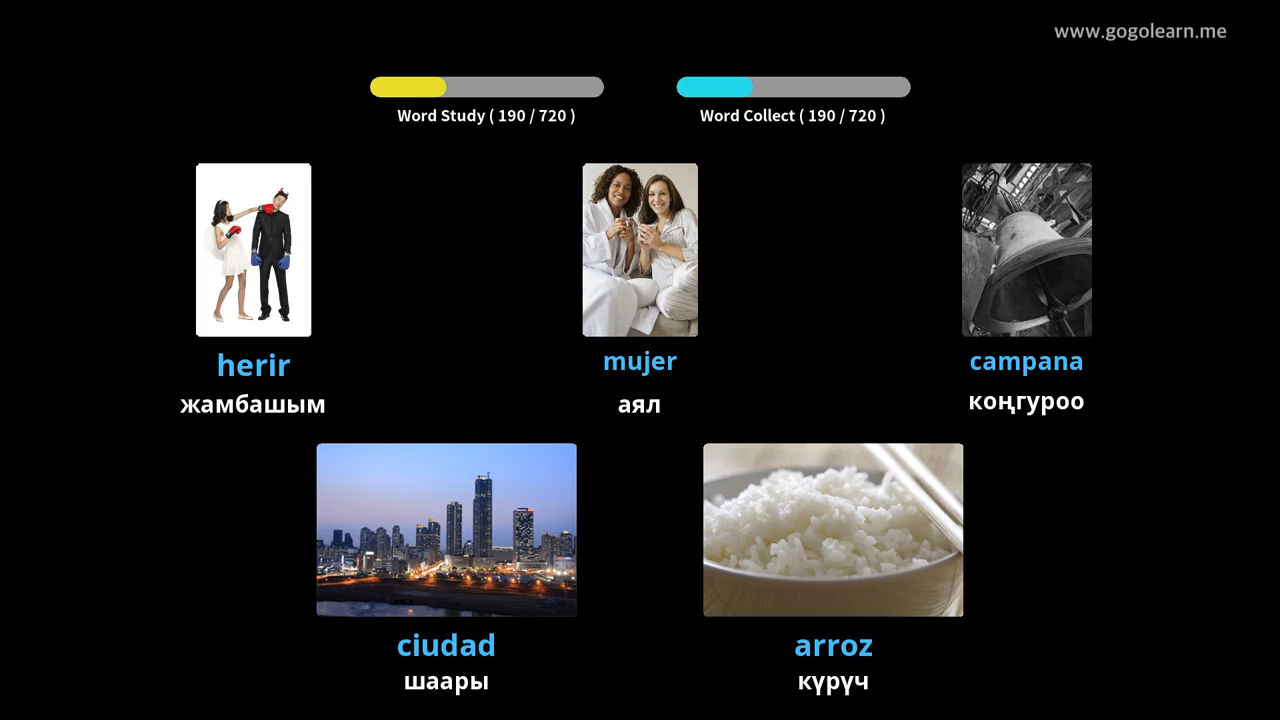 www.gogolearn.me
Word Study ( 190 / 720 )
Word Collect ( 190 / 720 )
herir
жамбашым
mujer
аял
campana
коңгуроо
ciudad
шаары
arroz
күрүч